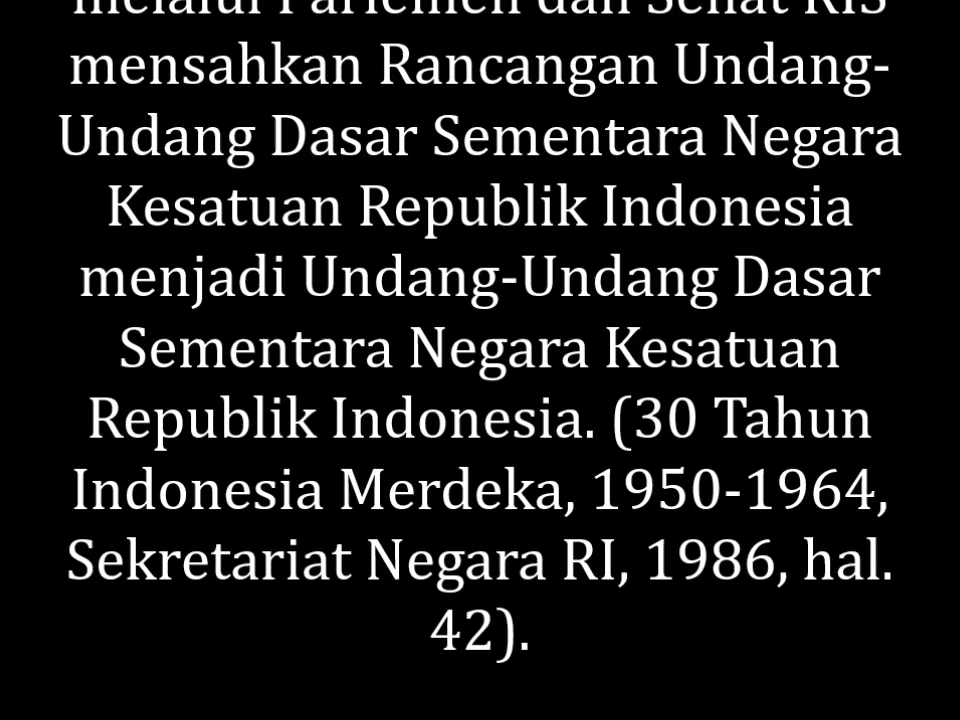 melalui Parlemen dan Senat RIS
mensahkan Rancangan Undang-
Undang Dasar Sementara Negara
Kesatuan Republik Indonesia
menjadi Undang-Undang Dasar
Sementara Negara Kesatuan
Republik Indonesia. (30 Tahun
Indonesia Merdeka, 1950-1964,
Sekretariat Negara RI, 1986, hal.
42).